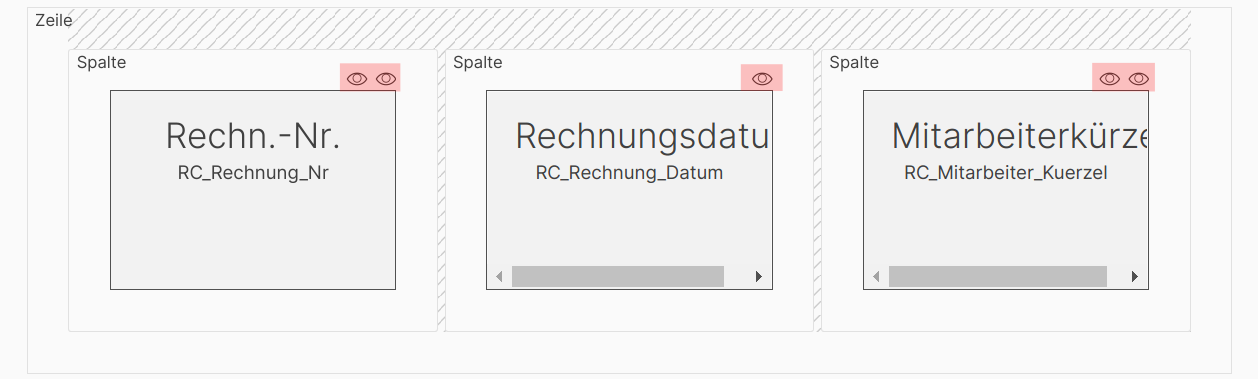 Zeile
Spalte
Rechn.-Nr.
RC_Rechnung_Nr
Spalte
Rechnungsdatu
RC_Rechnung_Datum
Spalte
Mitarbeiterkürze
RC_Mitarbeiter_Kuerzel